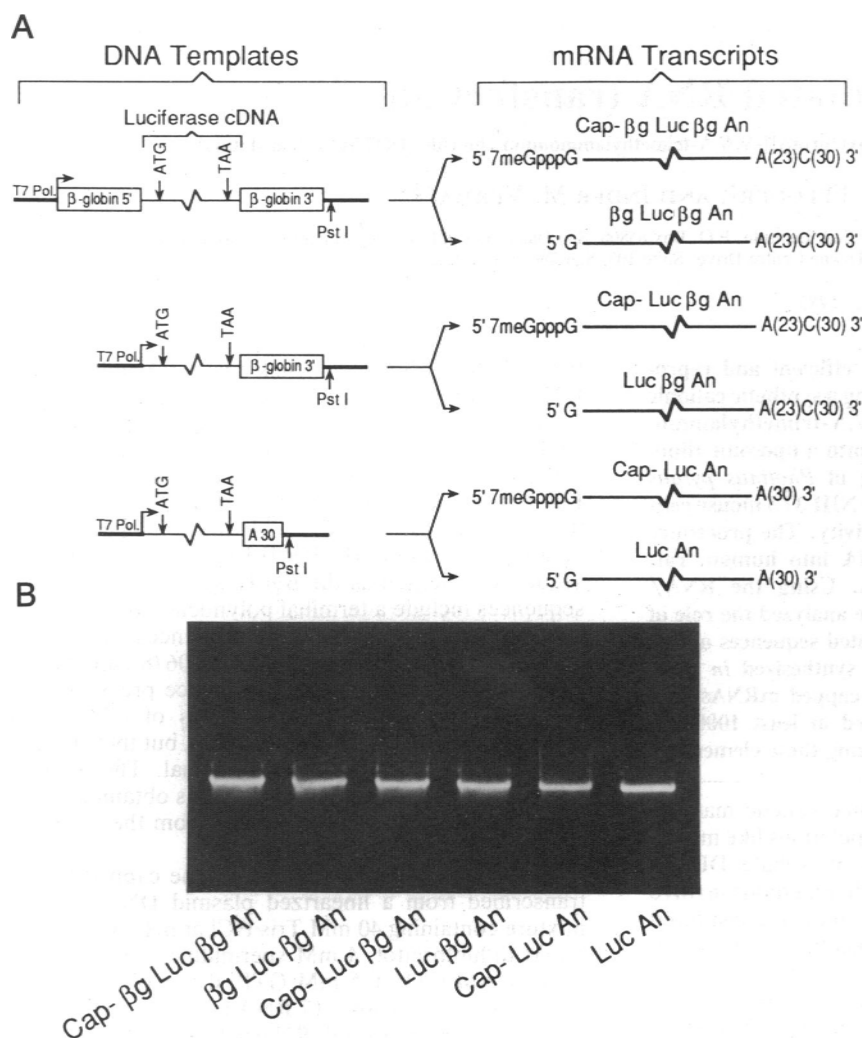 A
DNA Templates
mRNA Transcripts
Luciferase cDNA
T7 Pol.
β-globin 5'
ATG
TAA
β-globin 3'
Pst I
Cap- βg Luc βg An
5' 7meGpppG
A(23)C(30) 3'
βg Luc βg An
5' G
A(23)C(30) 3'
T7 Pol.
ATG
TAA
β-globin 3'
Pst I
Cap- Luc βg An
5' 7meGpppG
A(23)C(30) 3'
Luc βg An
5' G
A(23)C(30) 3'
T7 Pol.
ATG
TAA
A 30
Pst I
Cap- Luc An
5' 7meGpppG
A(30) 3'
Luc An
5' G
A(30) 3'
B
Cap- βg Luc βg An
βg Luc βg An
Cap- Luc βg An
Luc βg An
Cap- Luc An
Luc An